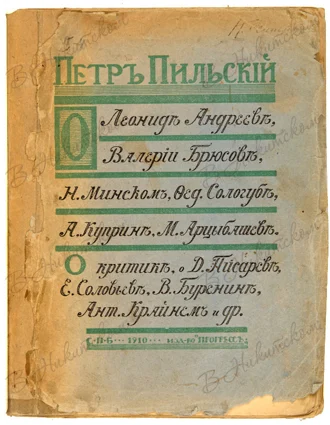 Петръ Пильскій
О Леонидѣ Андреевѣ,
Валеріи Брюсовѣ,
Н. Минскомъ, Ѳед. Сологубѣ,
А. Купринѣ, М. Арцыбашевѣ.
О критикѣ, о Д. Писаревѣ,
Е. Соловьевѣ, В. Буренинѣ,
Ант. Крайнемъ и др.
С-П-Б 1910 изд-во "Прогрессъ"